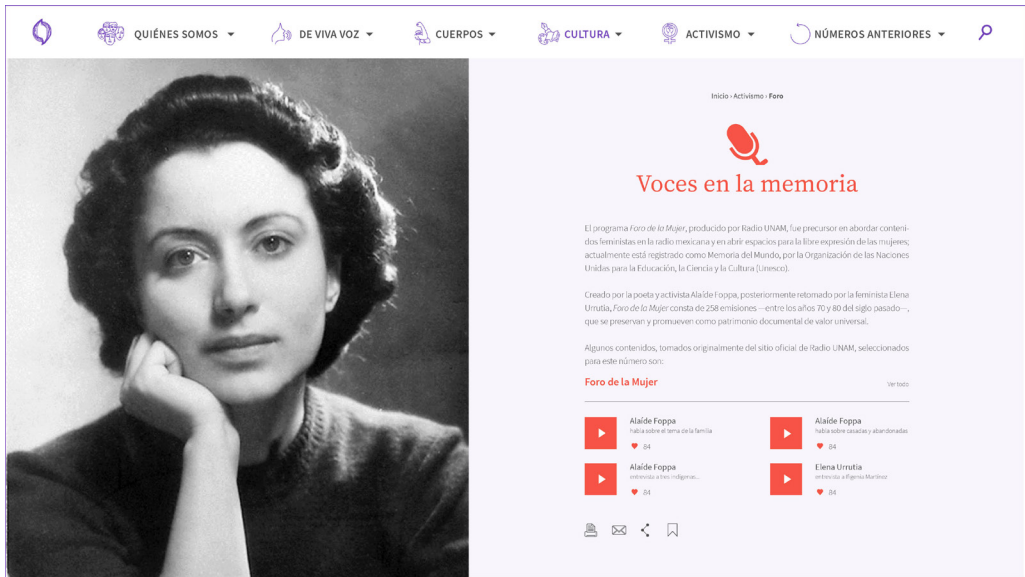 QUIÉNES SOMOS
DE VIVA VOZ
CUERPOS
CULTURA
ACTIVISMO
NÚMEROS ANTERIORES
Inicio › Activismo › Foro
Voces en la memoria
El programa Foro de la Mujer, producido por Radio UNAM, fue precursor en abordar conteni-
dos feministas en la radio mexicana y en abrir espacios para la libre expresión de las mujeres;
actualmente está registrado como Memoria del Mundo, por la Organización de las Naciones
Unidas para la Educación, la Ciencia y la Cultura (Unesco).
Creado por la poeta y activista Alaíde Foppa, posteriormente retomado por la feminista Elena
Urrutia, Foro de la Mujer consta de 258 emisiones —entre los años 70 y 80 del siglo pasado—,
que se preservan y promueven como patrimonio documental de valor universal.
Algunos contenidos, tomados originalmente del sitio oficial de Radio UNAM, seleccionados
para este número son:
Foro de la Mujer
Ver todo
Alaíde Foppa
habla sobre el tema de la familia
84
Alaíde Foppa
habla sobre casadas y abandonadas
84
Alaíde Foppa
entrevista a tres indígenas...
84
Elena Urrutia
entrevista a Ifigenia Martínez
84